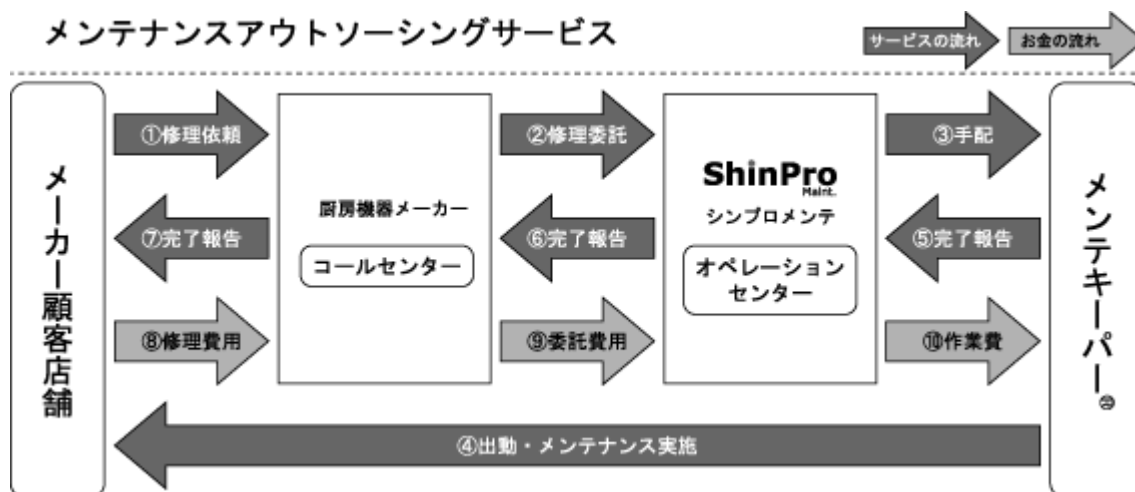 メンテナンスアウトソーシングサービス
サービスの流れ
お金の流れ
メーカー顧客店舗
①修理依頼
⑦完了報告
⑧修理費用
厨房機器メーカー
コールセンター
②修理委託
⑥完了報告
⑨委託費用
ShinPro
Maint.
シンプロメンテ
オペレーション
センター
③手配
⑤完了報告
⑩作業費
メンテキーパー
④出動・メンテナンス実施